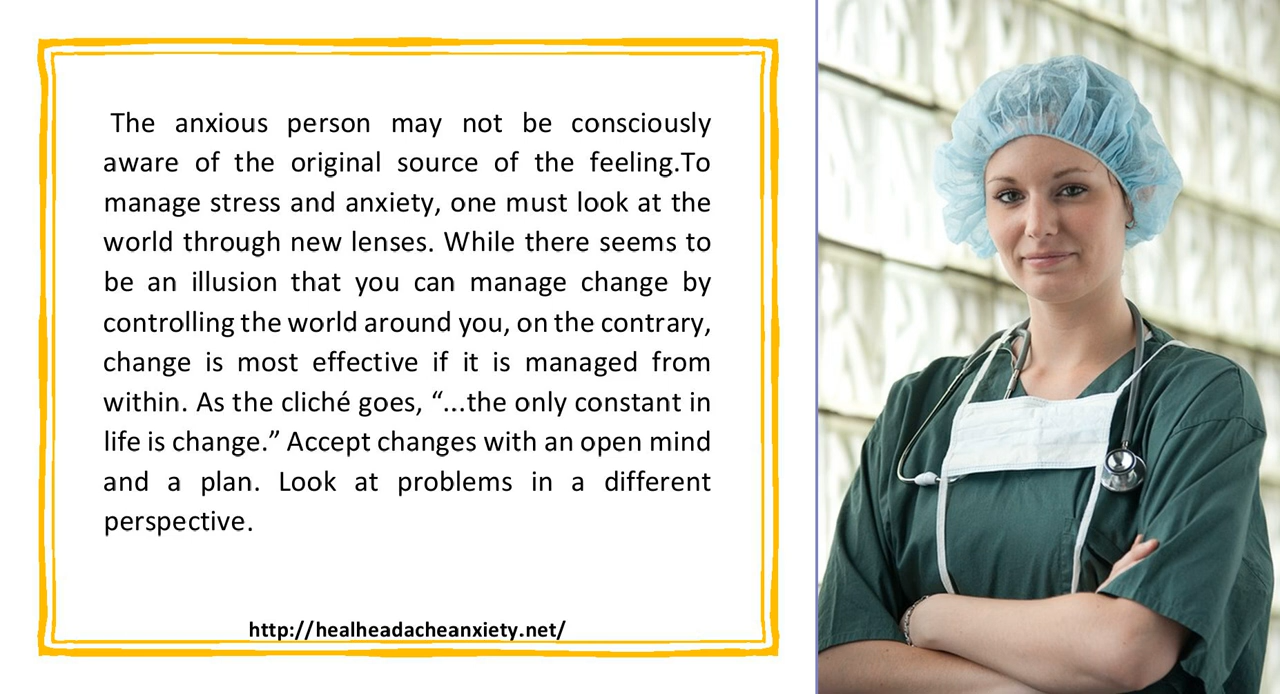 The anxious person may not be consciously
aware of the original source of the feeling.To
manage stress and anxiety, one must look at the
world through new lenses. While there seems to
be an illusion that you can manage change by
controlling the world around you, on the contrary,
change is most effective if it is managed from
within. As the cliché goes, “...the only constant in
life is change.” Accept changes with an open mind
and a plan. Look at problems in a different
perspective.
http://healheadacheanxiety.net/